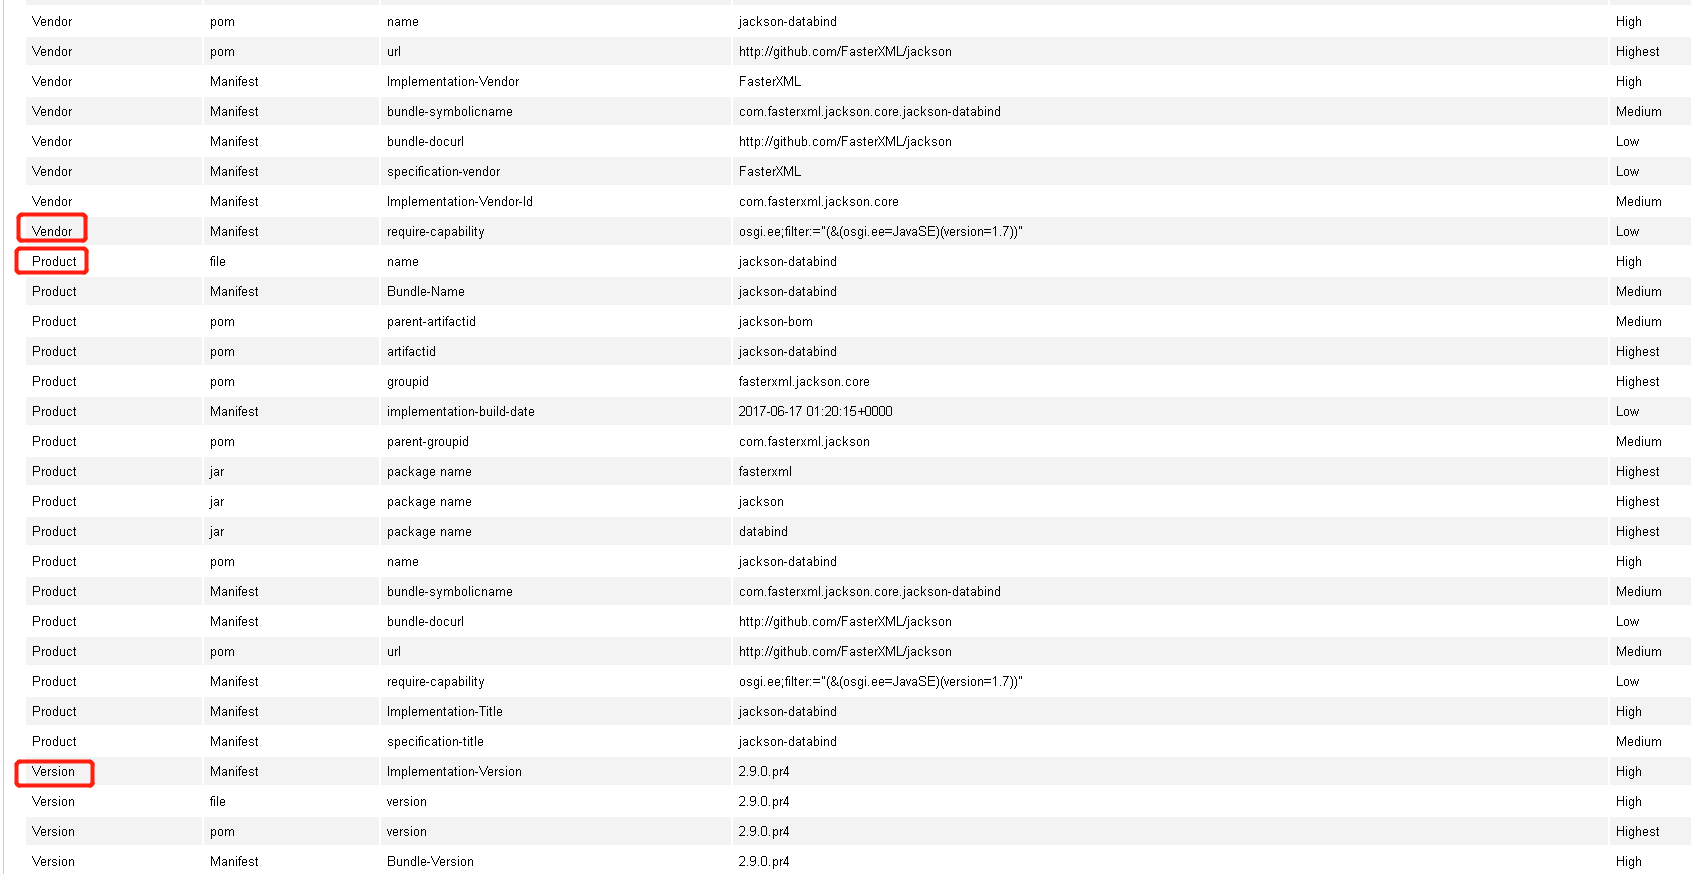 Vendor pom name jackson-databind High
Vendor pom url http://github.com/FasterXML/jackson Highest
Vendor Manifest Implementation-Vendor FasterXML High
Vendor Manifest bundle-symbolicname com.fasterxml.jackson.core.jackson-databind Medium
Vendor Manifest bundle-docurl http://github.com/FasterXML/jackson Low
Vendor Manifest specification-vendor FasterXML Low
Vendor Manifest Implementation-Vendor-Id com.fasterxml.jackson.core Medium
Vendor Manifest require-capability osgi.ee;filter:="(&(osgi.ee=JavaSE)(version=1.7))" Low
Product file name jackson-databind High
Product Manifest Bundle-Name jackson-databind Medium
Product pom parent-artifactid jackson-bom Medium
Product pom artifactid jackson-databind Highest
Product pom groupid fasterxml.jackson.core Highest
Product Manifest implementation-build-date 2017-06-17 01:20:15+0000 Low
Product pom parent-groupid com.fasterxml.jackson Medium
Product jar package name fasterxml Highest
Product jar package name jackson Highest
Product jar package name databind Highest
Product pom name jackson-databind High
Product Manifest bundle-symbolicname com.fasterxml.jackson.core.jackson-databind Medium
Product Manifest bundle-docurl http://github.com/FasterXML/jackson Low
Product pom url http://github.com/FasterXML/jackson Medium
Product Manifest require-capability osgi.ee;filter:="(&(osgi.ee=JavaSE)(version=1.7))" Low
Product Manifest Implementation-Title jackson-databind High
Product Manifest specification-title jackson-databind Medium
Version Manifest Implementation-Version 2.9.0.pr4 High
Version file version 2.9.0.pr4 High
Version pom version 2.9.0.pr4 Highest
Version Manifest Bundle-Version 2.9.0.pr4 High